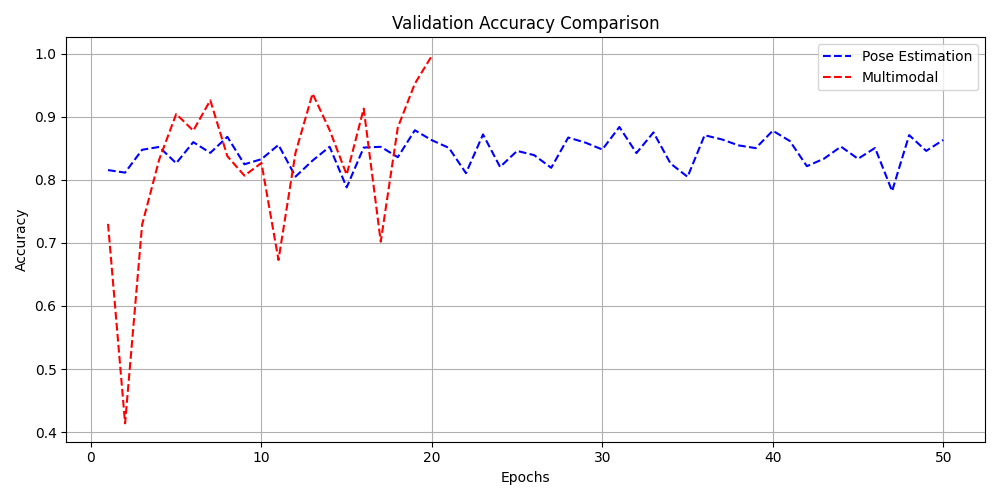 Validation Accuracy Comparison
Pose Estimation
Multimodal
Accuracy
1.0
0.9
0.8
0.7
0.6
0.5
0.4
0 10 20 30 40 50
Epochs